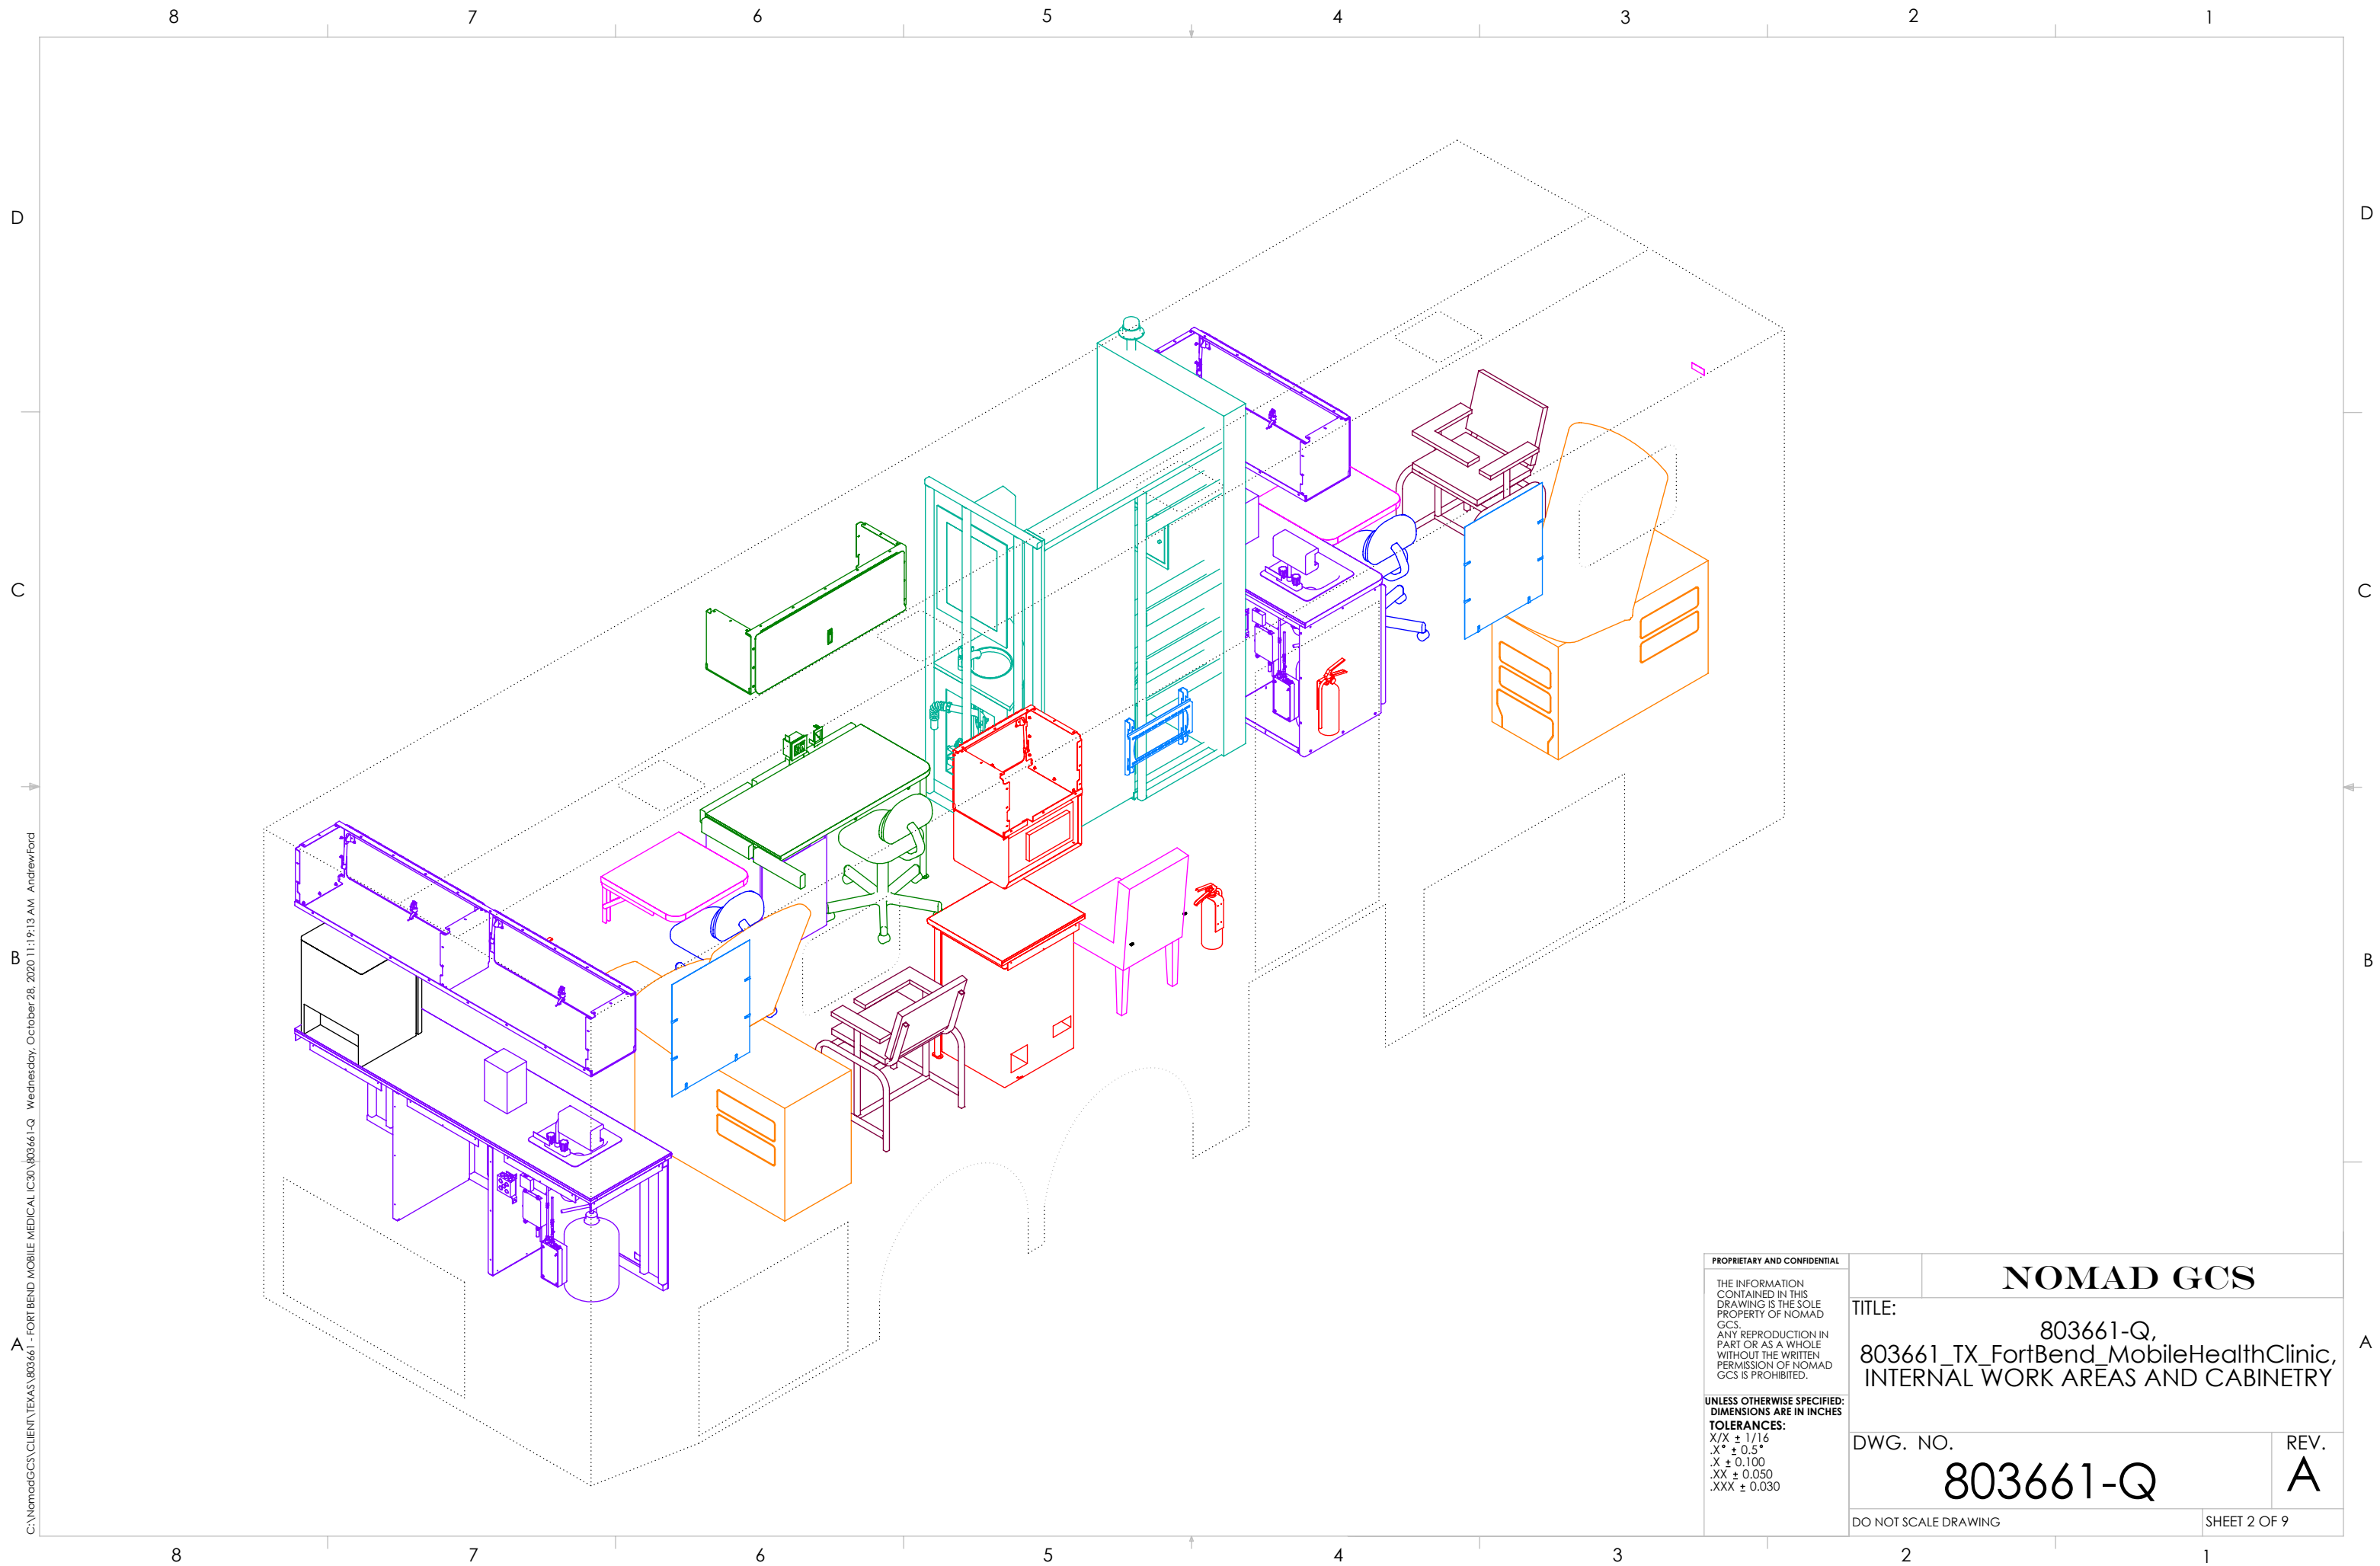 8 7 6 5 4 3 2 1
D D
C C
B B
A A
C:\NomadGCS\CLIENT\TEXAS\803661 - FORT BEND MOBILE MEDICAL IC30\803661-Q Wednesday, October 28, 2020 11:19:13 AM AndrewFord
PROPRIETARY AND CONFIDENTIAL
THE INFORMATION
CONTAINED IN THIS
DRAWING IS THE SOLE
PROPERTY OF NOMAD
GCS.
ANY REPRODUCTION IN
PART OR AS A WHOLE
WITHOUT THE WRITTEN
PERMISSION OF NOMAD
GCS IS PROHIBITED.
UNLESS OTHERWISE SPECIFIED:
DIMENSIONS ARE IN INCHES
TOLERANCES:
X/X ± 1/16
.X° ± 0.5°
.X ± 0.100
.XX ± 0.050
.XXX ± 0.030
NOMAD GCS
TITLE:
803661-Q,
803661_TX_FortBend_MobileHealthClinic,
INTERNAL WORK AREAS AND CABINETRY
DWG. NO.
803661-Q
REV.
A
DO NOT SCALE DRAWING
SHEET 2 OF 9
8 7 6 5 4 3 2 1